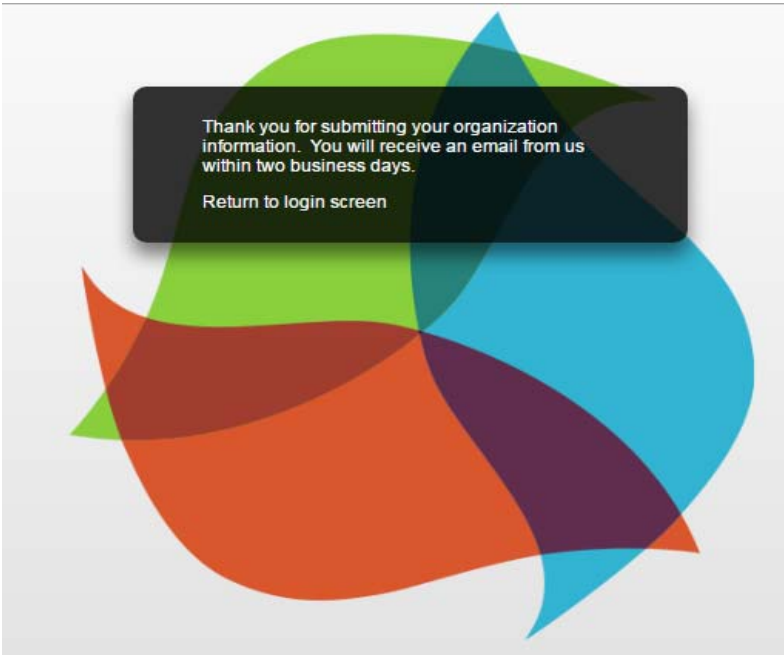 Thank you for submitting your organization
information.  You will receive an email from us
within two business days.
Return to login screen